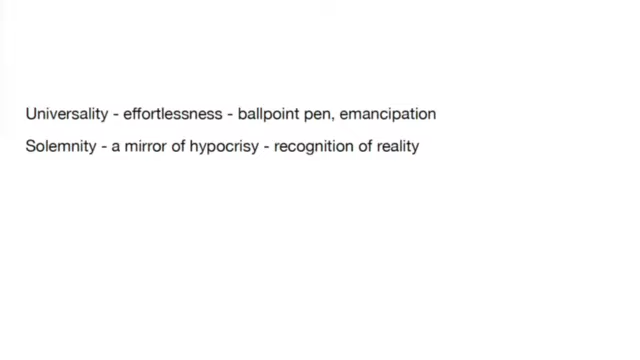 Universality - effortlessness - ballpoint pen, emancipation
Solemnity - a mirror of hypocrisy - recognition of reality